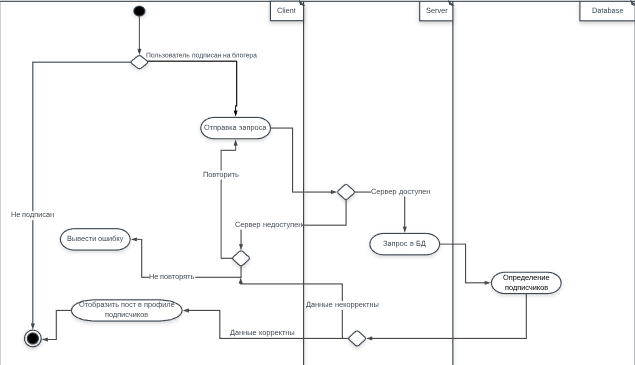 Client
Server
Database
Пользователь подписан на блогера
Отправка запроса
Повторить
Сервер доступен
Не подписан
Сервер недоступен
Вывести ошибку
Запрос в БД
Не повторять
Определение
подписчиков
Отобразить пост в профиле
подписчиков
Данные некорректны
Данные корректны